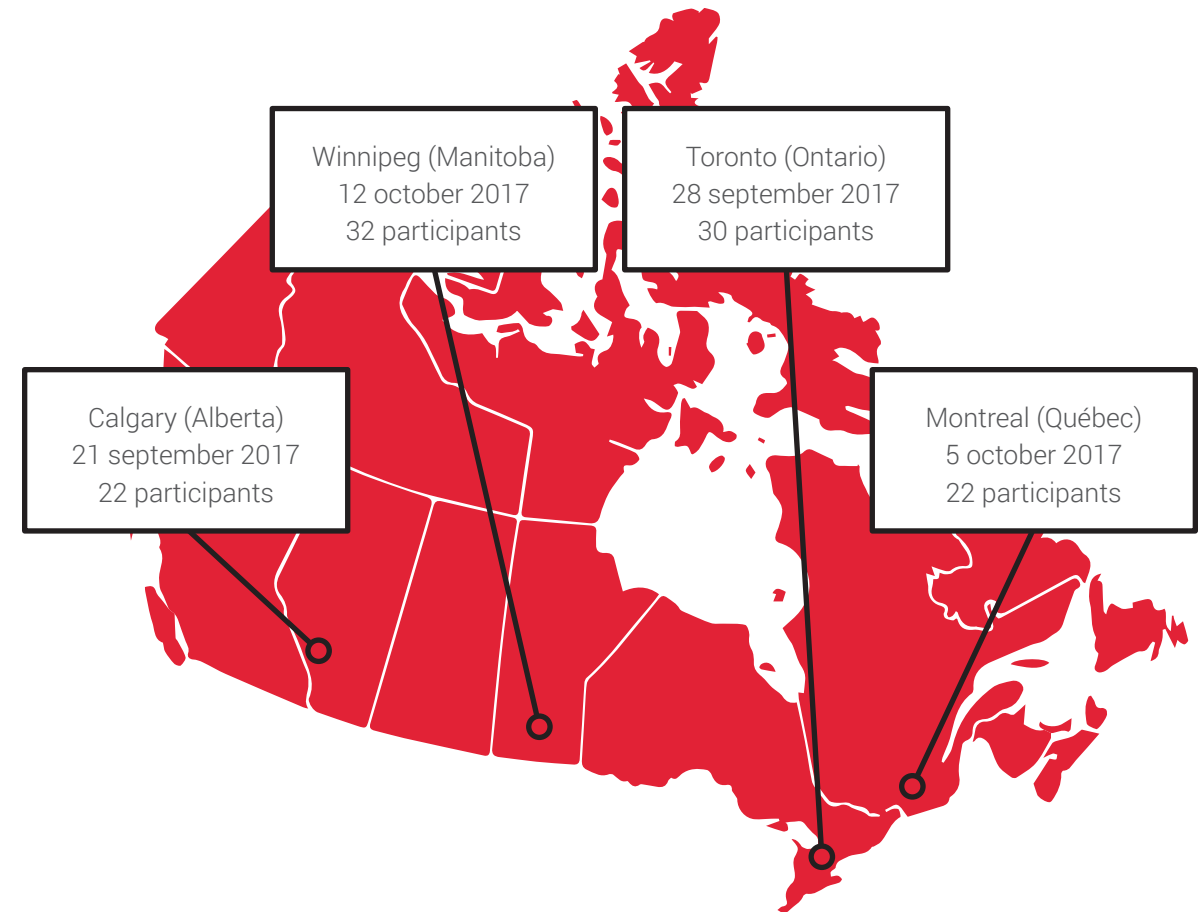 Winnipeg (Manitoba)
12 october 2017
32 participants
Toronto (Ontario)
28 september 2017
30 participants
Calgary (Alberta)
21 september 2017
22 participants
Montreal (Québec)
5 october 2017
22 participants